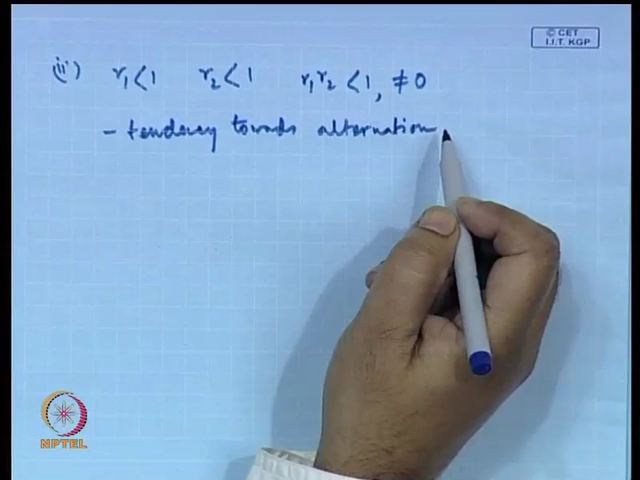 © CET
I.I.T. KGP
(ii) r₁ < 1 r₂ < 1 r₁r₂ < 1, ≠ 0
- tendency towards alternation
NPTEL